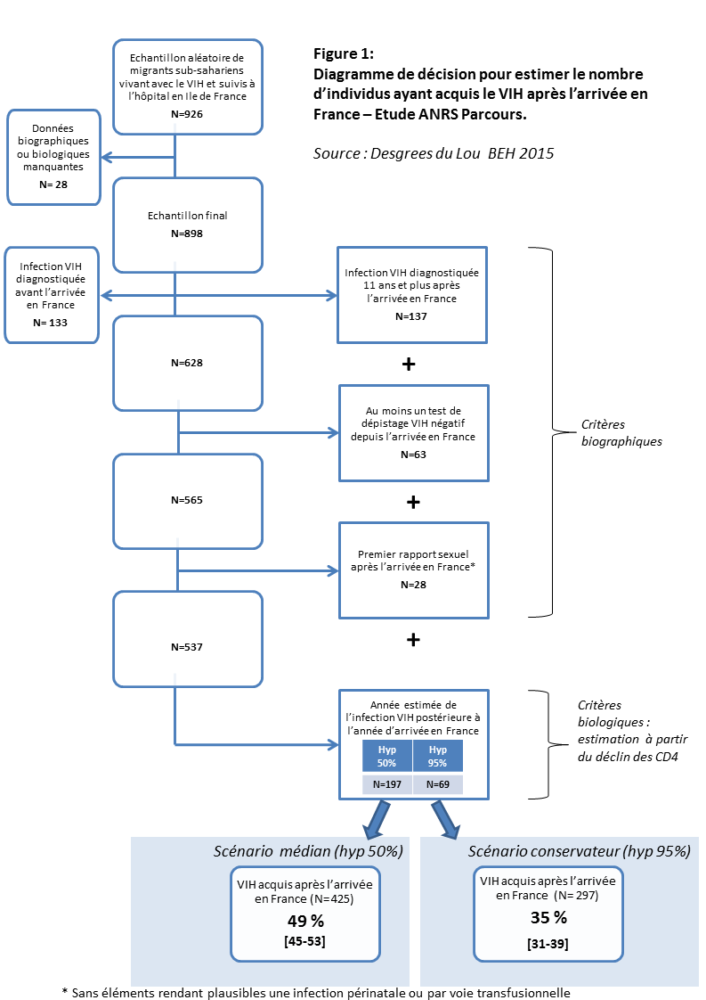 Figure 1:
Diagramme de décision pour estimer le nombre
d'individus ayant acquis le VIH après l'arrivée en
France – Etude ANRS Parcours.
Source : Desgrees du Lou BEH 2015
Echantillon aléatoire de
migrants sub-sahariens
vivant avec le VIH et suivis à
l'hôpital en Ile de France
N=926
Données
biographiques
ou biologiques
manquantes
N= 28
Echantillon final
N=898
Infection VIH
diagnostiquée
avant l'arrivée
en France
N= 133
Infection VIH diagnostiquée
11 ans et plus après
l'arrivée en France
N=137
+
N=628
Au moins un test de
dépistage VIH négatif
depuis l'arrivée en France
N=63
Critères
biographiques
+
N=565
Premier rapport sexuel
après l'arrivée en France*
N=28
+
N=537
Année estimée de
l'infection VIH postérieure à
l'année d'arrivée en France
Hyp
50%
Hyp
95%
N=197
N=69
Critères
biologiques :
estimation à partir
du déclin des CD4
Scénario médian (hyp 50%)
VIH acquis après l'arrivée
en France (N= 425)
49 %
[45-53]
Scénario conservateur (hyp 95%)
VIH acquis après l'arrivée
en France (N= 297)
35 %
[31-39]
* Sans éléments rendant plausibles une infection périnatale ou par voie transfusionnelle